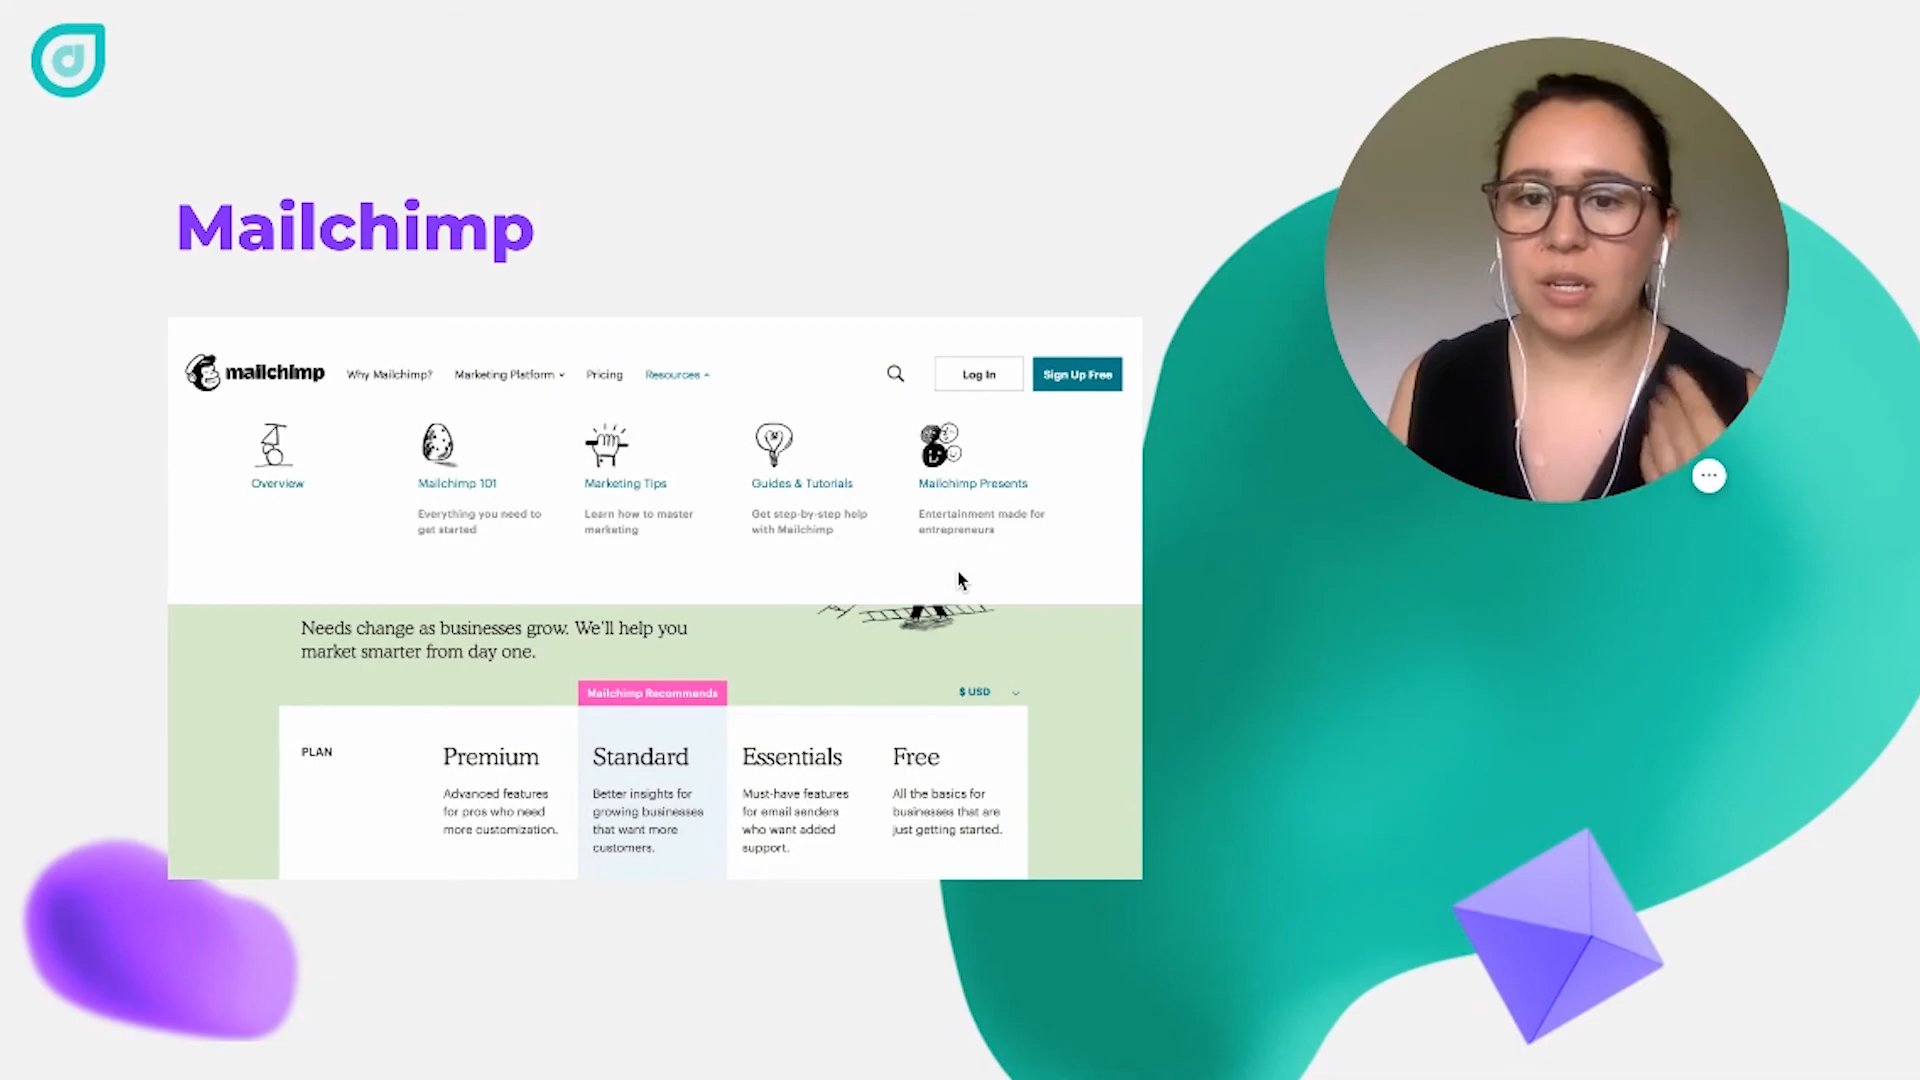 Mailchimp
mailchimp
Why Mailchimp?
Marketing Platform
Pricing
Resources
Log In
Sign Up Free
Overview
Mailchimp 101
Everything you need to
get started
Marketing Tips
Learn how to master
marketing
Guides & Tutorials
Get step-by-step help
with Mailchimp
Mailchimp Presents
Entertainment made for
entrepreneurs
Needs change as businesses grow. We'll help you
market smarter from day one.
Mailchimp Recommends
$ USD
PLAN
Premium
Advanced features
for pros who need
more customization.
Standard
Better insights for
growing businesses
that want more
customers.
Essentials
Must-have features
for email senders
who want added
support.
Free
All the basics for
businesses that are
just getting started.